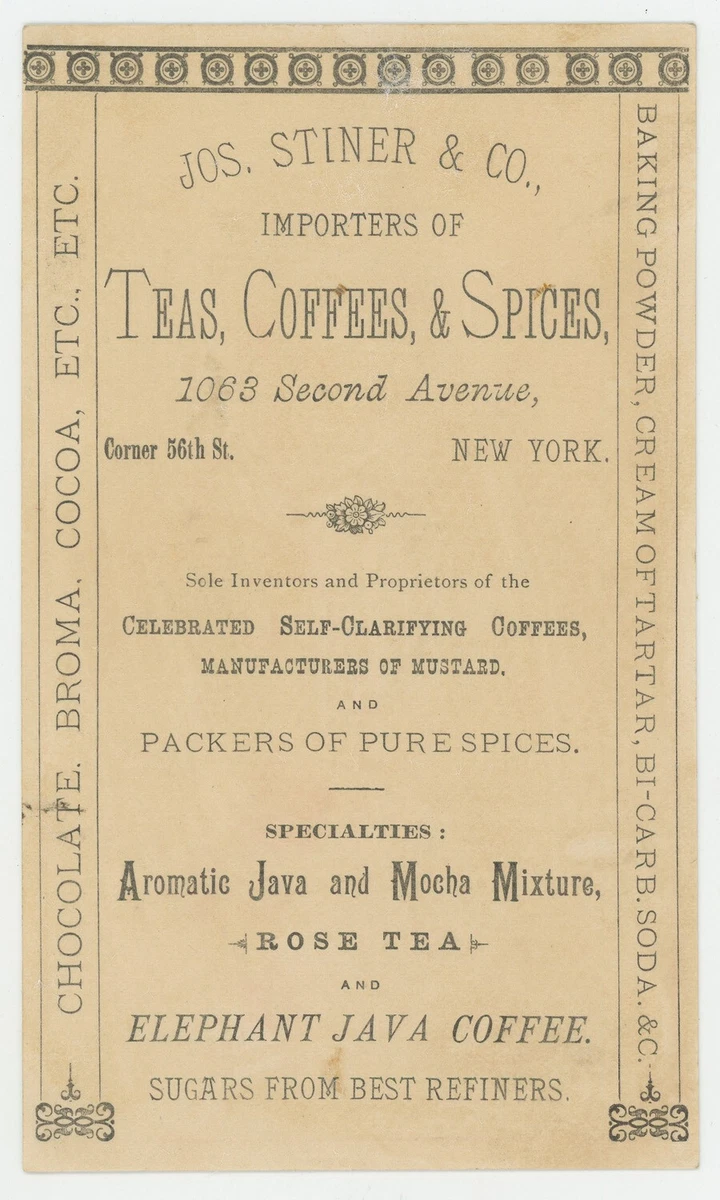 JOS. STINER & CO.,
IMPORTERS OF
TEAS, COFFEES, & SPICES,
1063 Second Avenue,
Corner 56th St. NEW YORK.
Sole Inventors and Proprietors of the
CELEBRATED SELF-CLARIFYING COFFEES,
MANUFACTURERS OF MUSTARD,
AND
PACKERS OF PURE SPICES.
SPECIALTIES:
Aromatic Java and Mocha Mixture,
ROSE TEA
AND
ELEPHANT JAVA COFFEE.
SUGARS FROM BEST REFINERS.
CHOCOLATE. BROMA, COCOA, ETC., ETC.
BAKING POWDER, CREAM OF TARTAR, BI-CARB. SODA. &C.